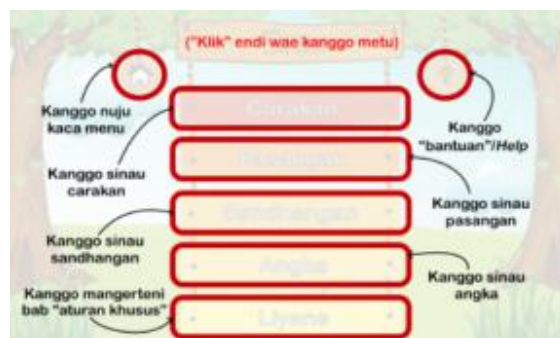 ("Klik" endi wae kanggo metu)
Kanggo nuju
kaca menu
Kanggo
"bantuan"/Help
Carakan
Kanggo sinau
carakan
Pasangan
Kanggo sinau
pasangan
Sandhangan
Kanggo sinau
sandhangan
Angka
Kanggo sinau
angka
Kanggo mangerteni
bab "aturan khusus"
Liyane